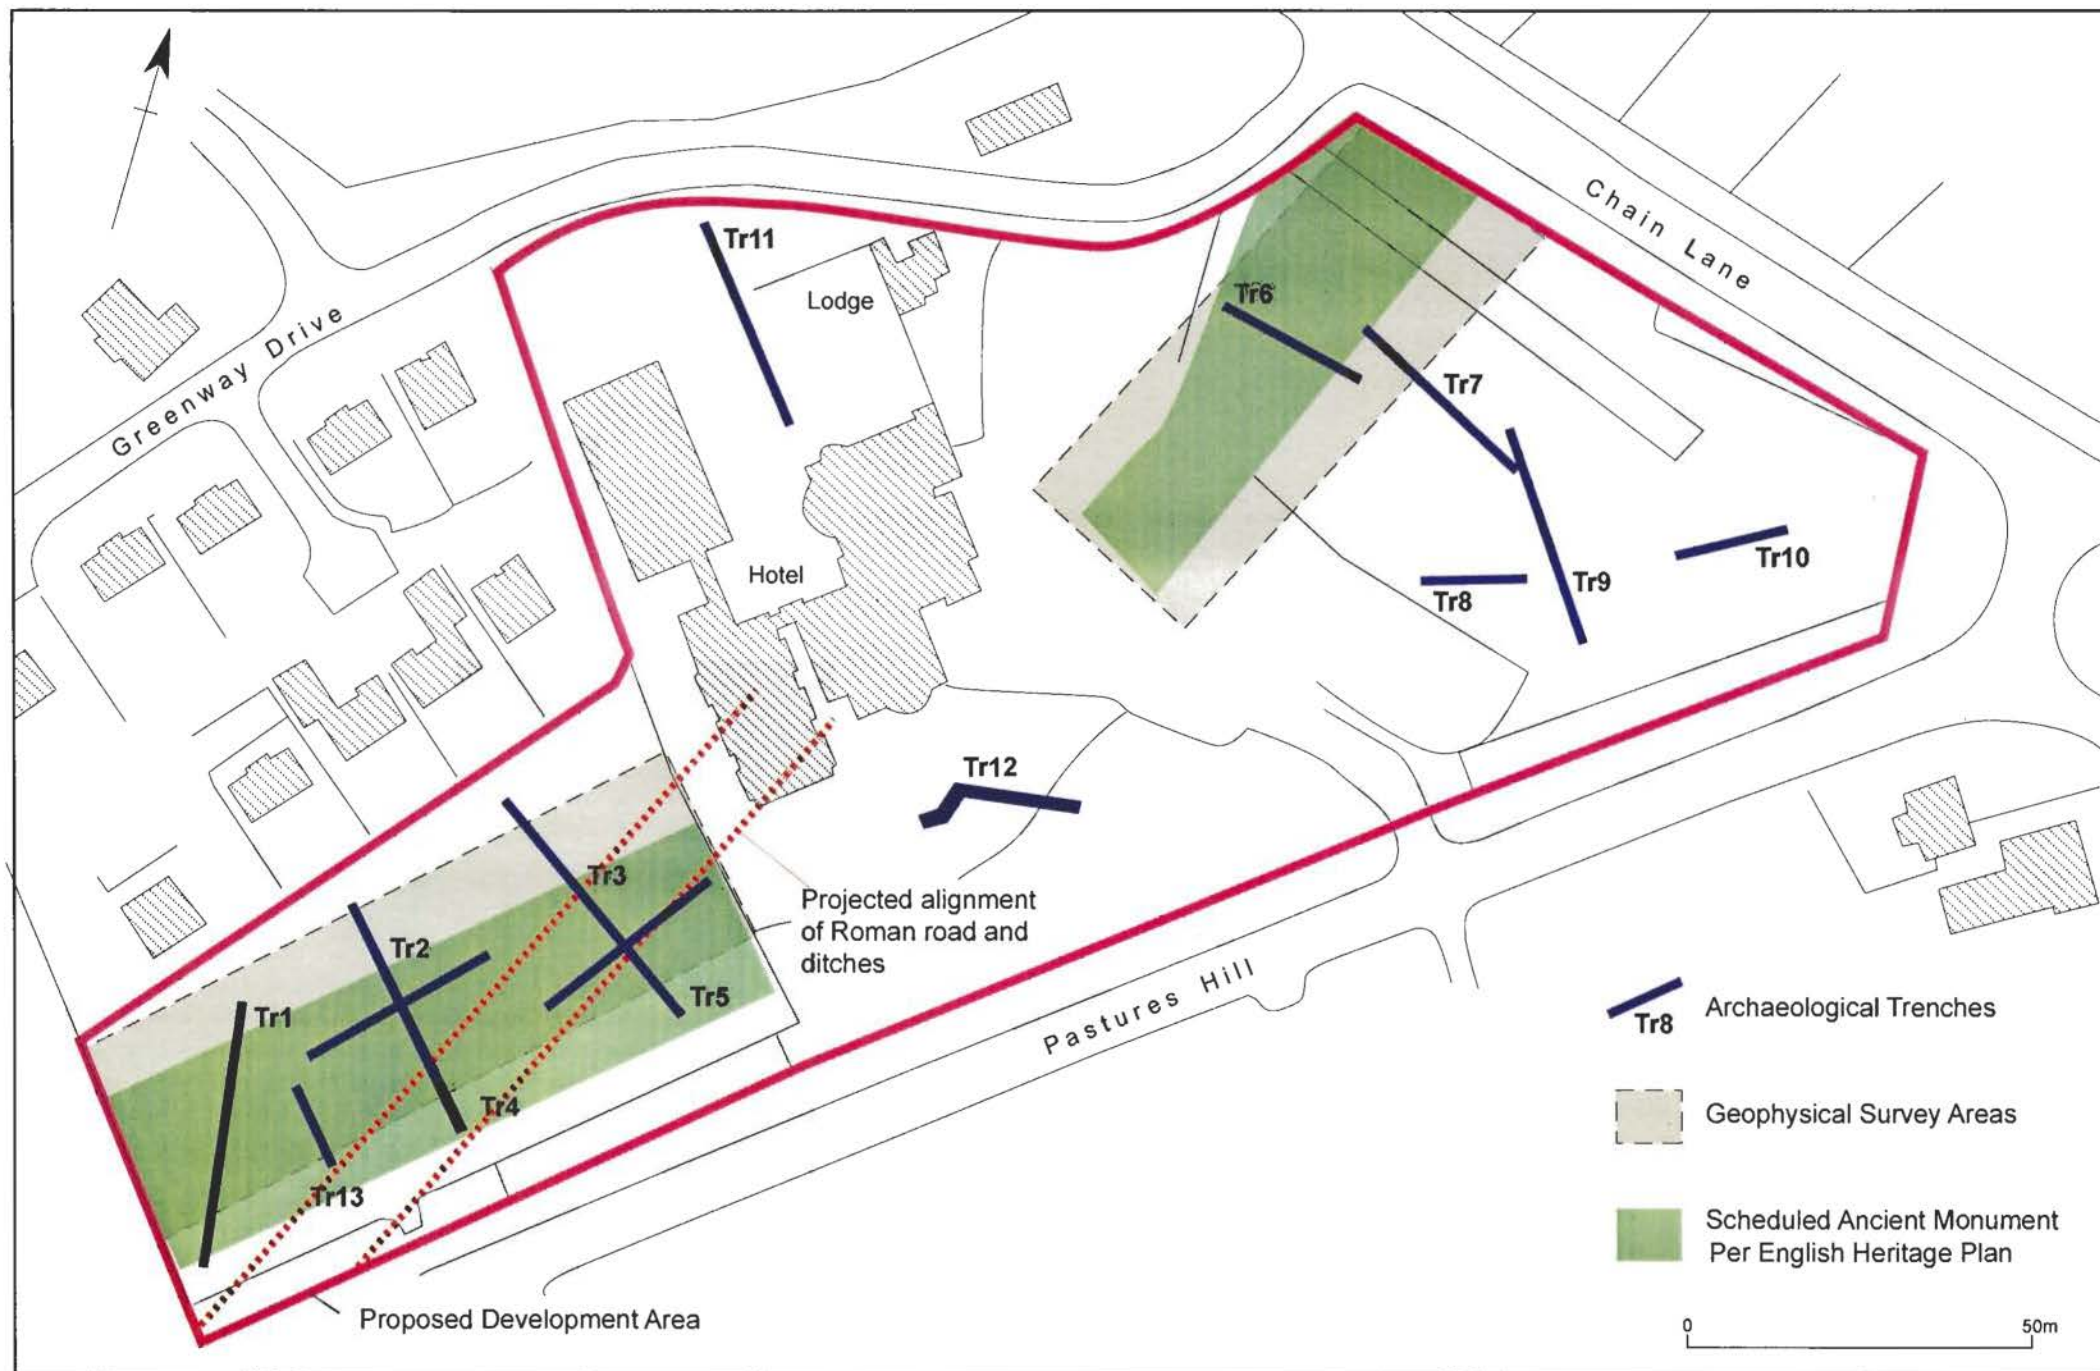 Tr11
Lodge
Greenway Drive
Chain Lane
Tr6
Tr7
Hotel
Tr10
Tr8
Tr9
Tr12
Tr3
Projected alignment
of Roman road and
ditches
Tr2
Tr5
Tr1
Tr4
Tr13
Pastures Hill
Proposed Development Area
Tr8
Archaeological Trenches
Geophysical Survey Areas
Scheduled Ancient Monument
Per English Heritage Plan
0
50m